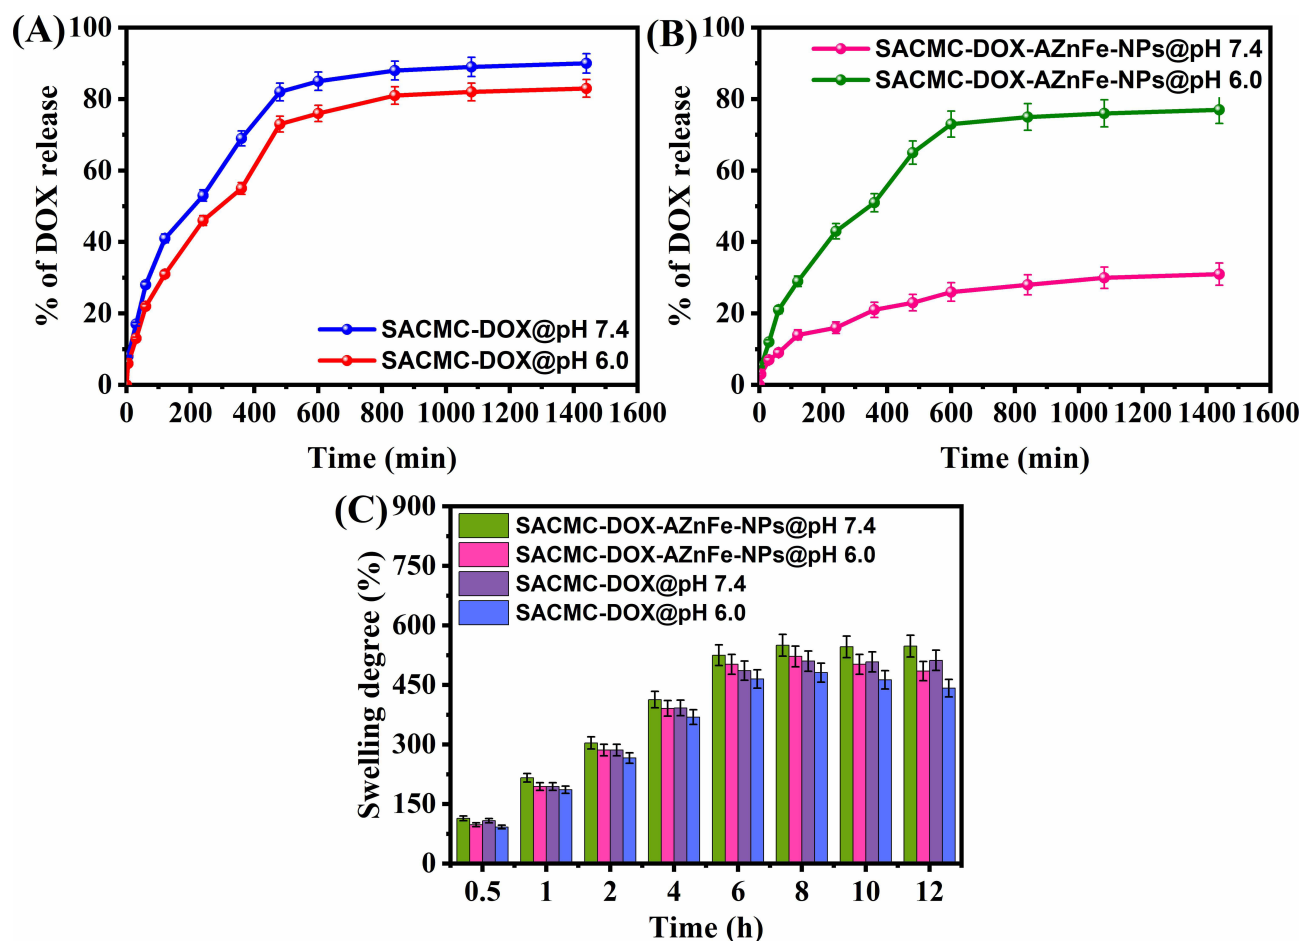 (A)
100
80
60
40
20
0
% of DOX release
SACMC-DOX@pH 7.4
SACMC-DOX@pH 6.0
0 200 400 600 800 1000 1200 1400 1600
Time (min)
(B)
100
80
60
40
20
0
% of DOX release
SACMC-DOX-AZnFe-NPs@pH 7.4
SACMC-DOX-AZnFe-NPs@pH 6.0
0 200 400 600 800 1000 1200 1400 1600
Time (min)
(C)
900
750
600
450
300
150
0
Swelling degree (%)
SACMC-DOX-AZnFe-NPs@pH 7.4
SACMC-DOX-AZnFe-NPs@pH 6.0
SACMC-DOX@pH 7.4
SACMC-DOX@pH 6.0
0.5 1 2 4 6 8 10 12
Time (h)